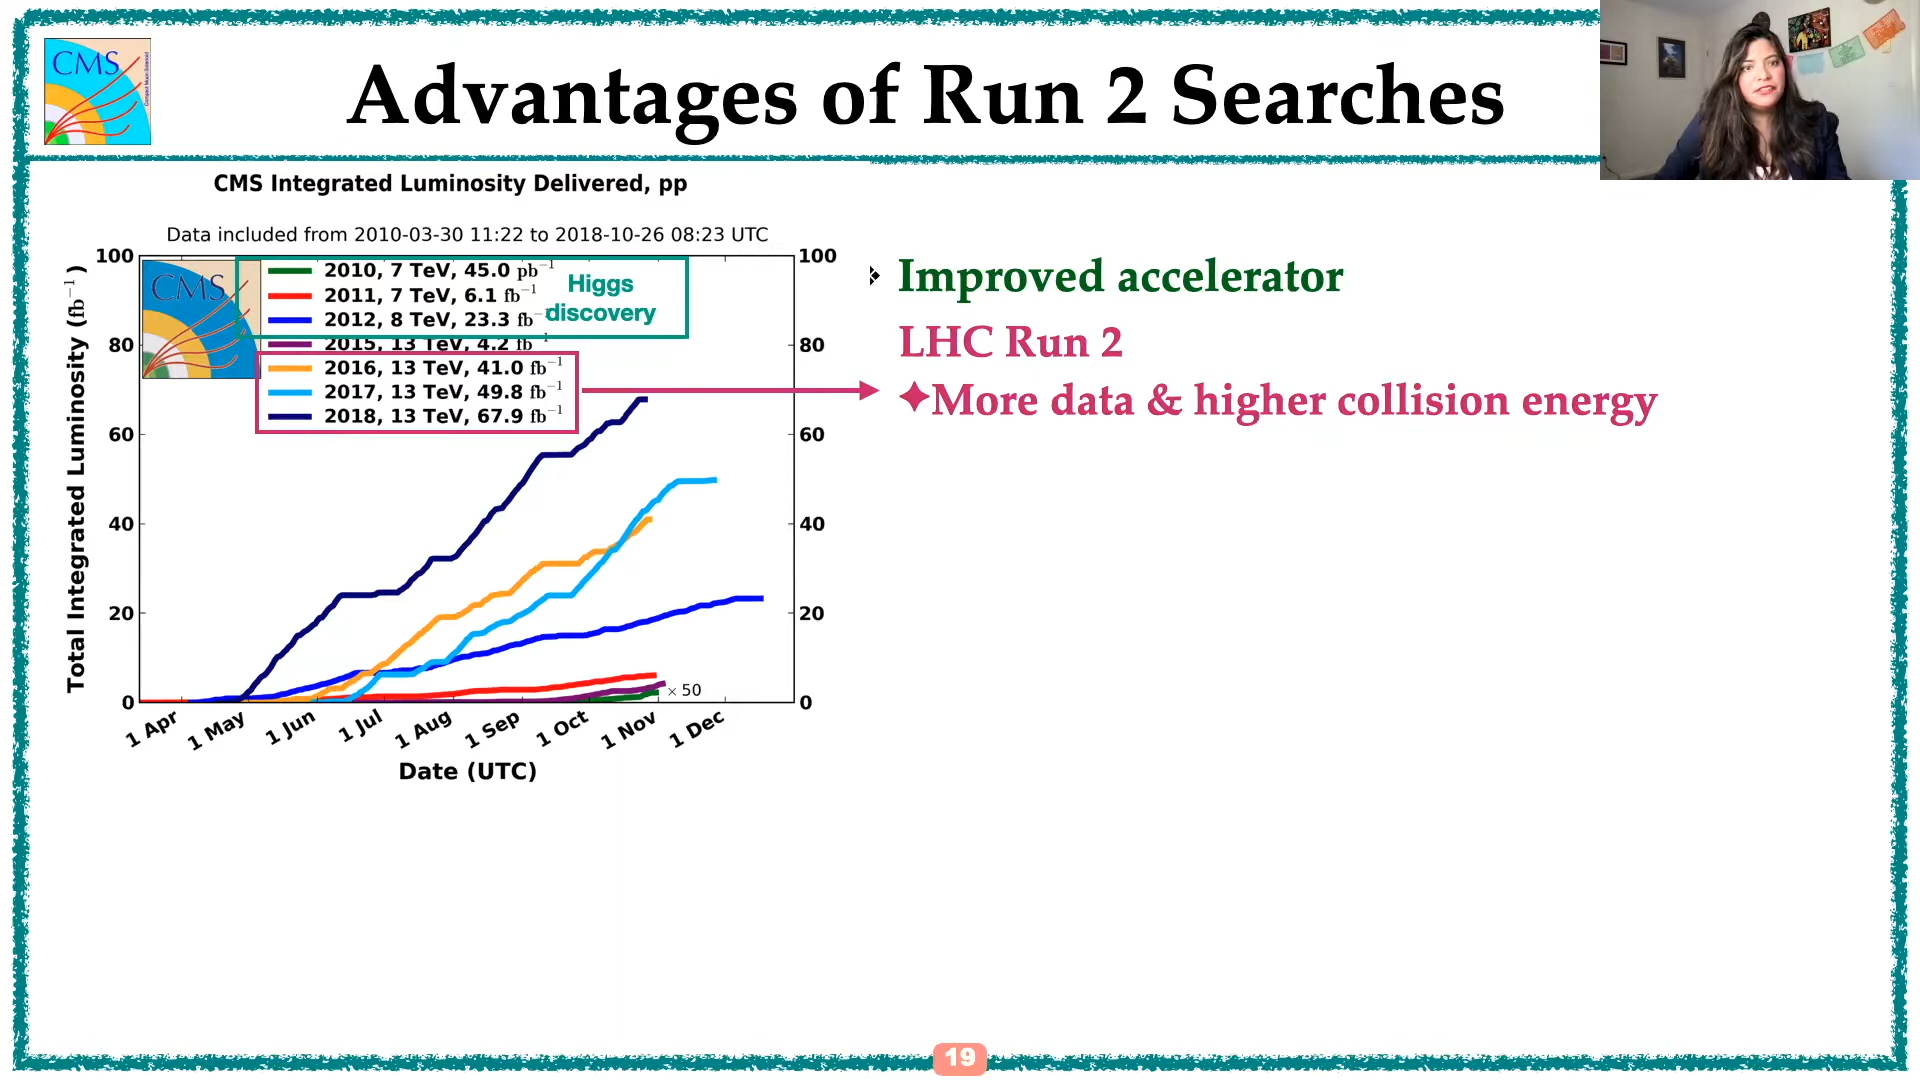 CMS
Advantages of Run 2 Searches
CMS Integrated Luminosity Delivered, pp
Data included from 2010-03-30 11:22 to 2018-10-26 08:23 UTC
Total Integrated Luminosity (fb⁻¹)
100
80
60
40
20
0
CMS
2010, 7 TeV, 45.0 pb⁻¹
2011, 7 TeV, 6.1 fb⁻¹
2012, 8 TeV, 23.3 fb⁻
2015, 13 TeV, 4.2 fb⁻¹
2016, 13 TeV, 41.0 fb⁻¹
2017, 13 TeV, 49.8 fb⁻¹
2018, 13 TeV, 67.9 fb⁻¹
Higgs
discovery
× 50
100
80
60
40
20
0
1 Apr
1 May
1 Jun
1 Jul
1 Aug
1 Sep
1 Oct
1 Nov
1 Dec
Date (UTC)
Improved accelerator
LHC Run 2
✦More data & higher collision energy
19